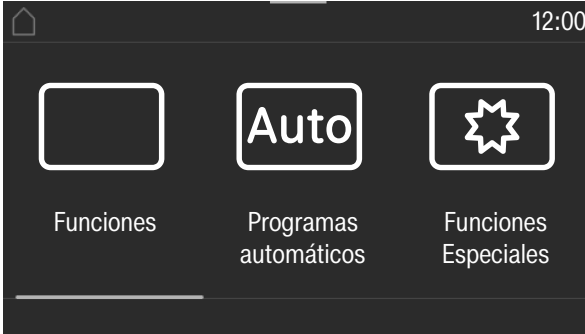 12:00
Auto
Funciones
Programas
automáticos
Funciones
Especiales